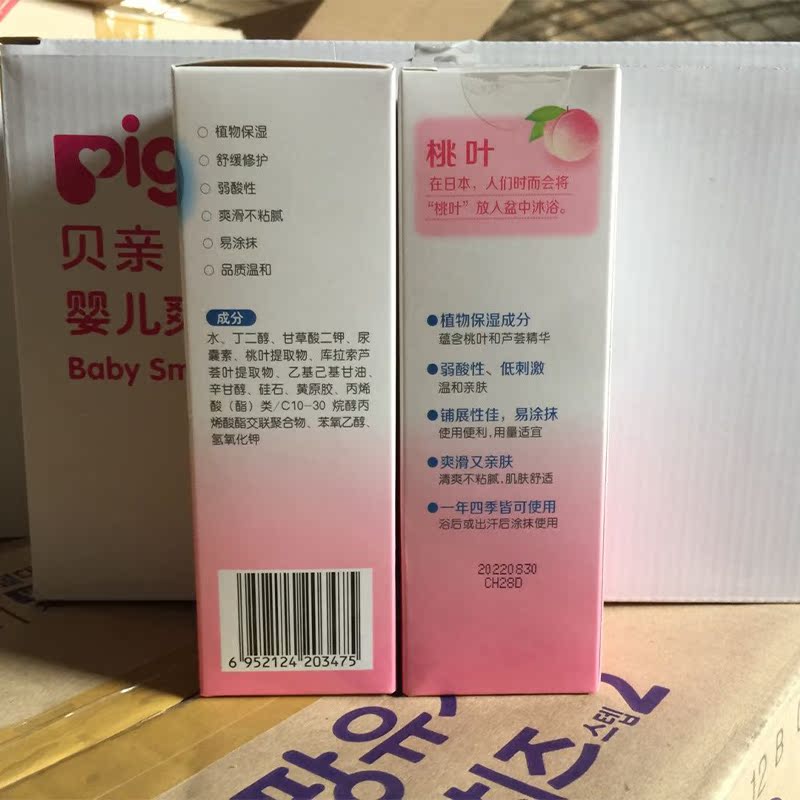 Pig
贝亲
婴儿爽
Baby Sm
植物保湿
舒缓修护
弱酸性
爽滑不粘腻
易涂抹
品质温和
成分
水、丁二醇、甘草酸二钾、尿
囊素、桃叶提取物、库拉索芦
荟叶提取物、乙基己基甘油、
辛甘醇、硅石、黄原胶、丙烯
酸（酯）类/C10-30 烷醇丙
烯酸酯交联聚合物、苯氧乙醇、
氢氧化钾
6 952124 203475
桃叶
在日本，人们时而会将
“桃叶”放入盆中沐浴。
●植物保湿成分
蕴含桃叶和芦荟精华
●弱酸性、低刺激
温和亲肤
●铺展性佳，易涂抹
使用便利，用量适宜
●爽滑又亲肤
清爽不粘腻，肌肤舒适
●一年四季皆可使用
浴后或出汗后涂抹使用
20220830
CH28D
스텝2
12 B